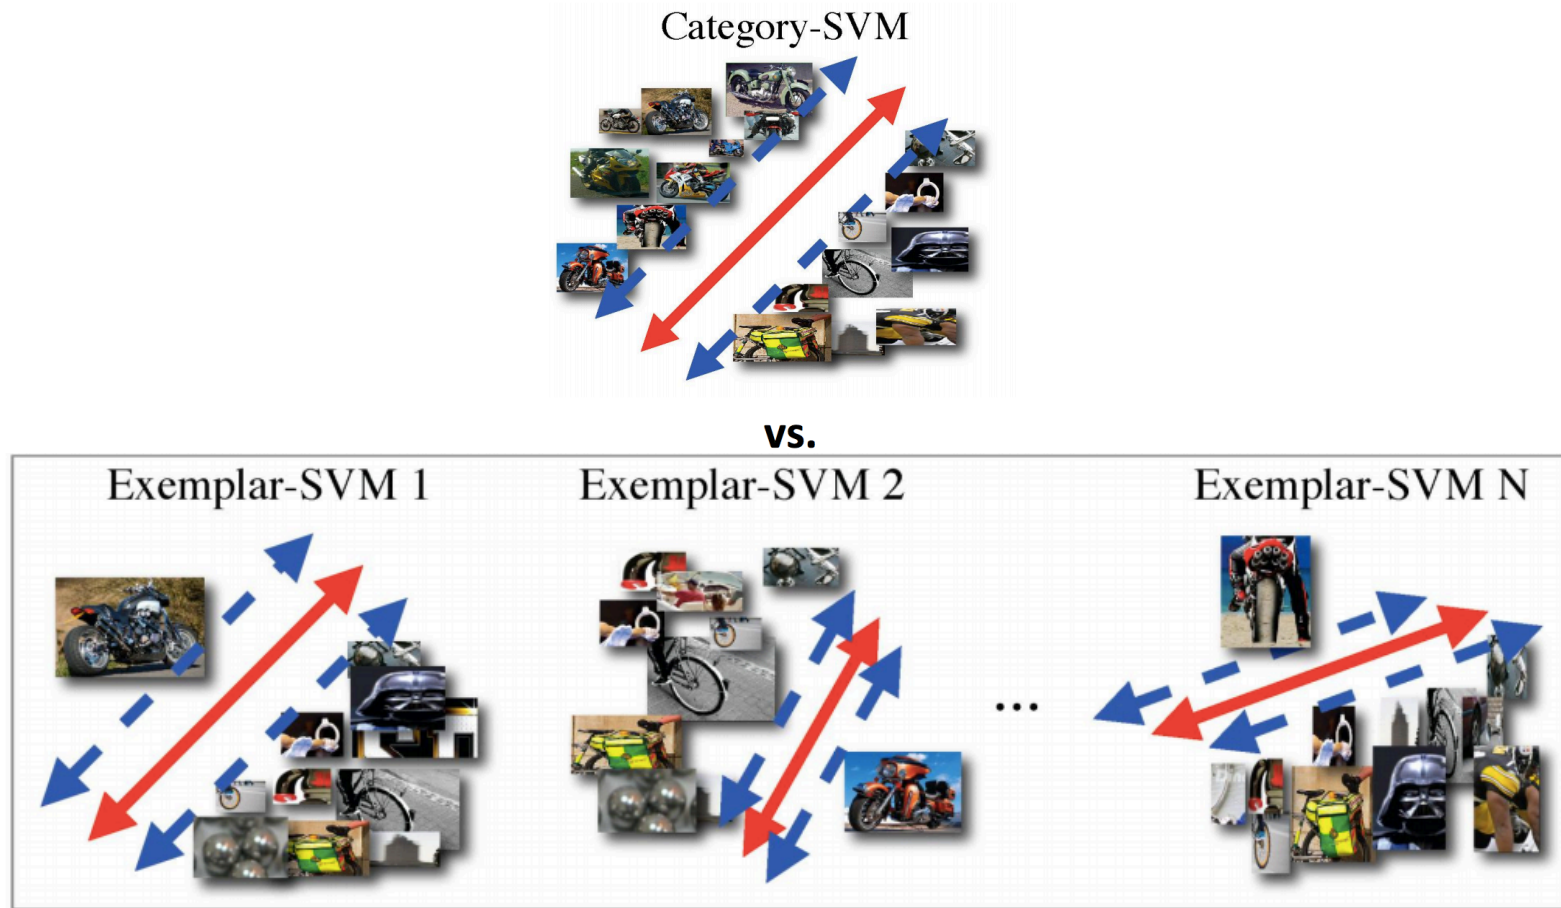 Category-SVM
vs.
Exemplar-SVM 1
Exemplar-SVM 2
Exemplar-SVM N
...